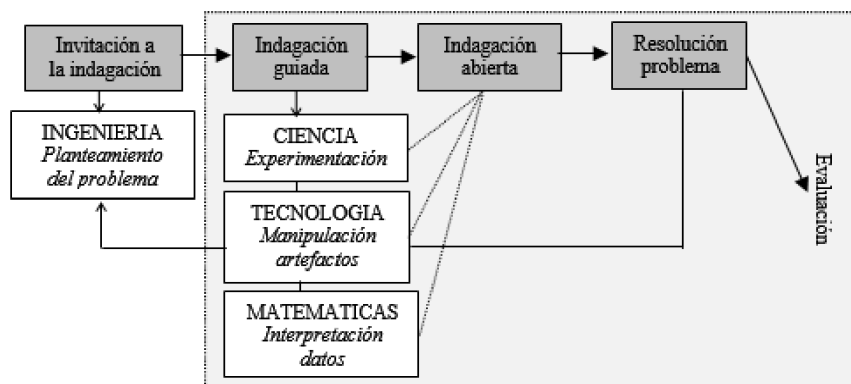 Invitación a
la indagación
Indagación
guiada
Indagación
abierta
Resolución
problema
INGENIERIA
Planteamiento
del problema
CIENCIA
Experimentación
TECNOLOGIA
Manipulación
artefactos
MATEMATICAS
Interpretación
datos
Evaluación